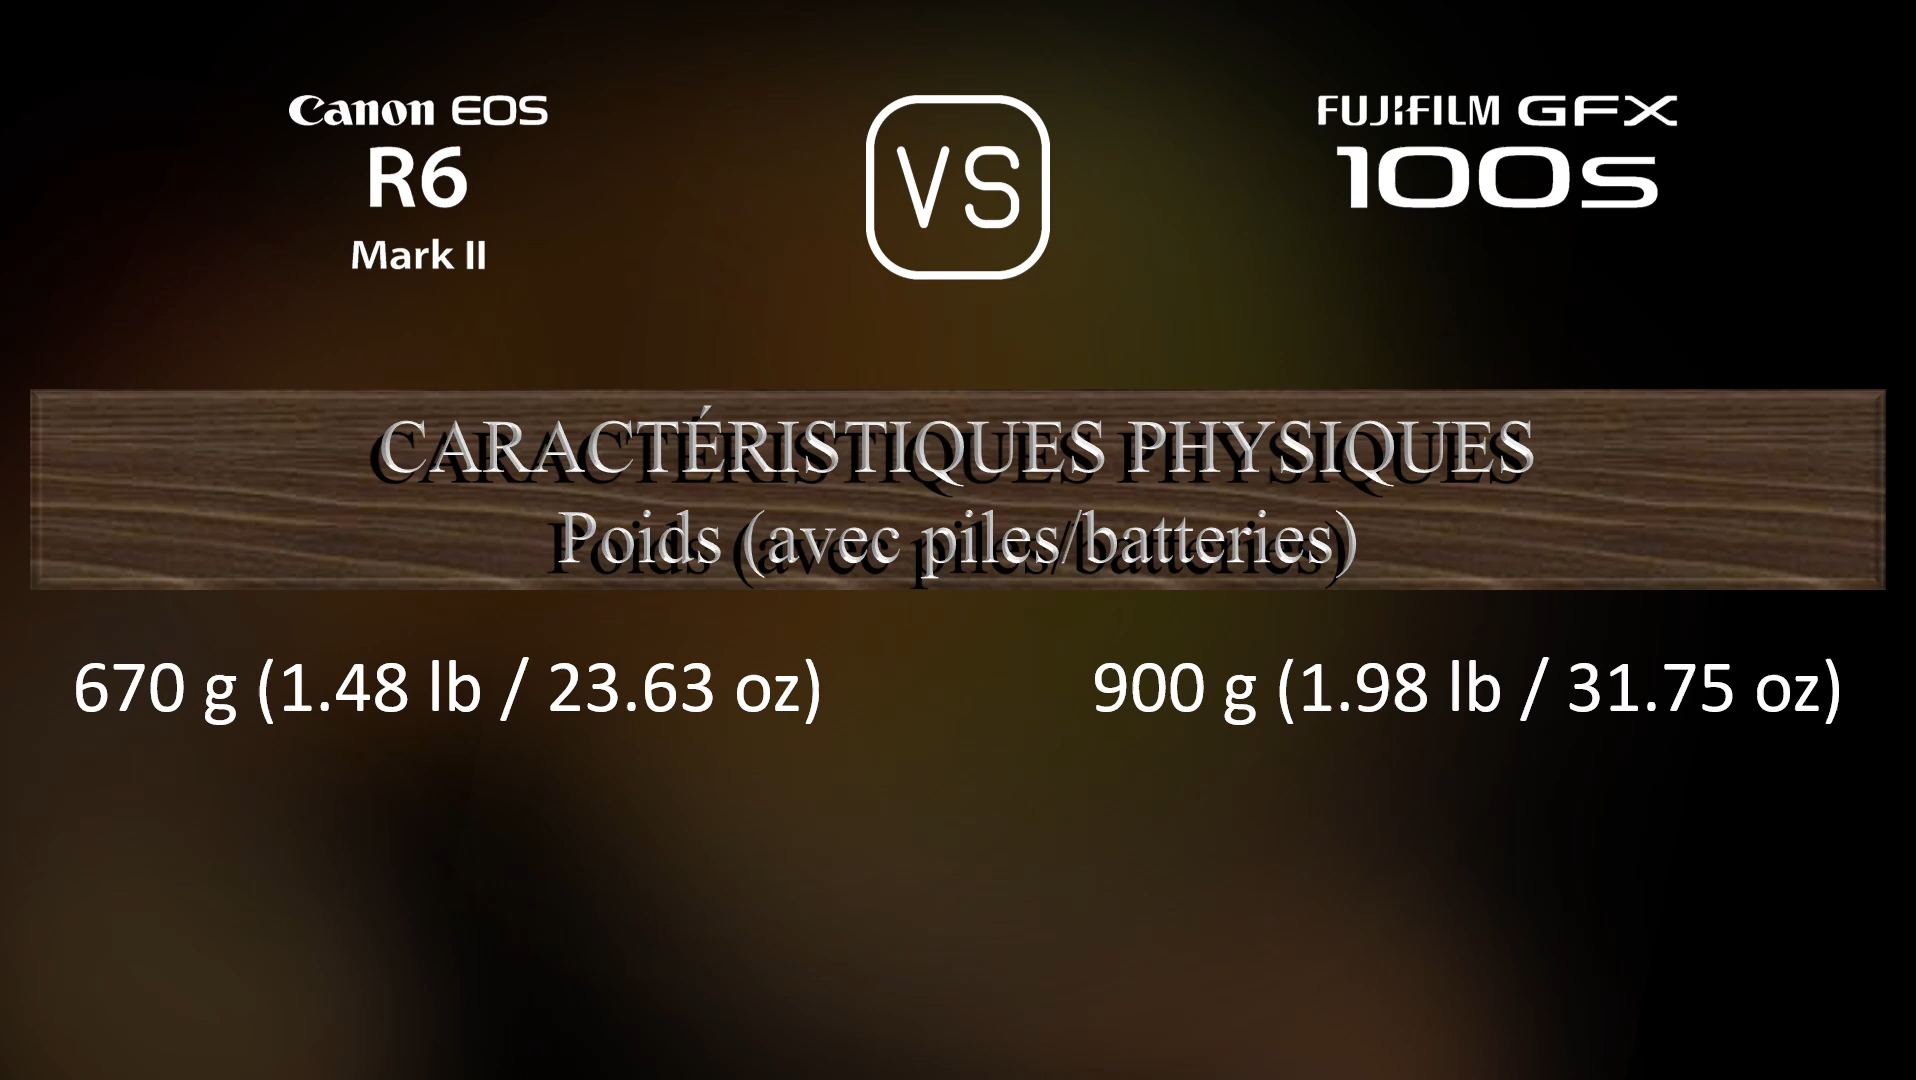 Canon EOS
R6
Mark II
VS
FUJIFILM GFX
100s
CARACTÉRISTIQUES PHYSIQUES
Poids (avec piles/batteries)
670 g (1.48 lb / 23.63 oz)
900 g (1.98 lb / 31.75 oz)